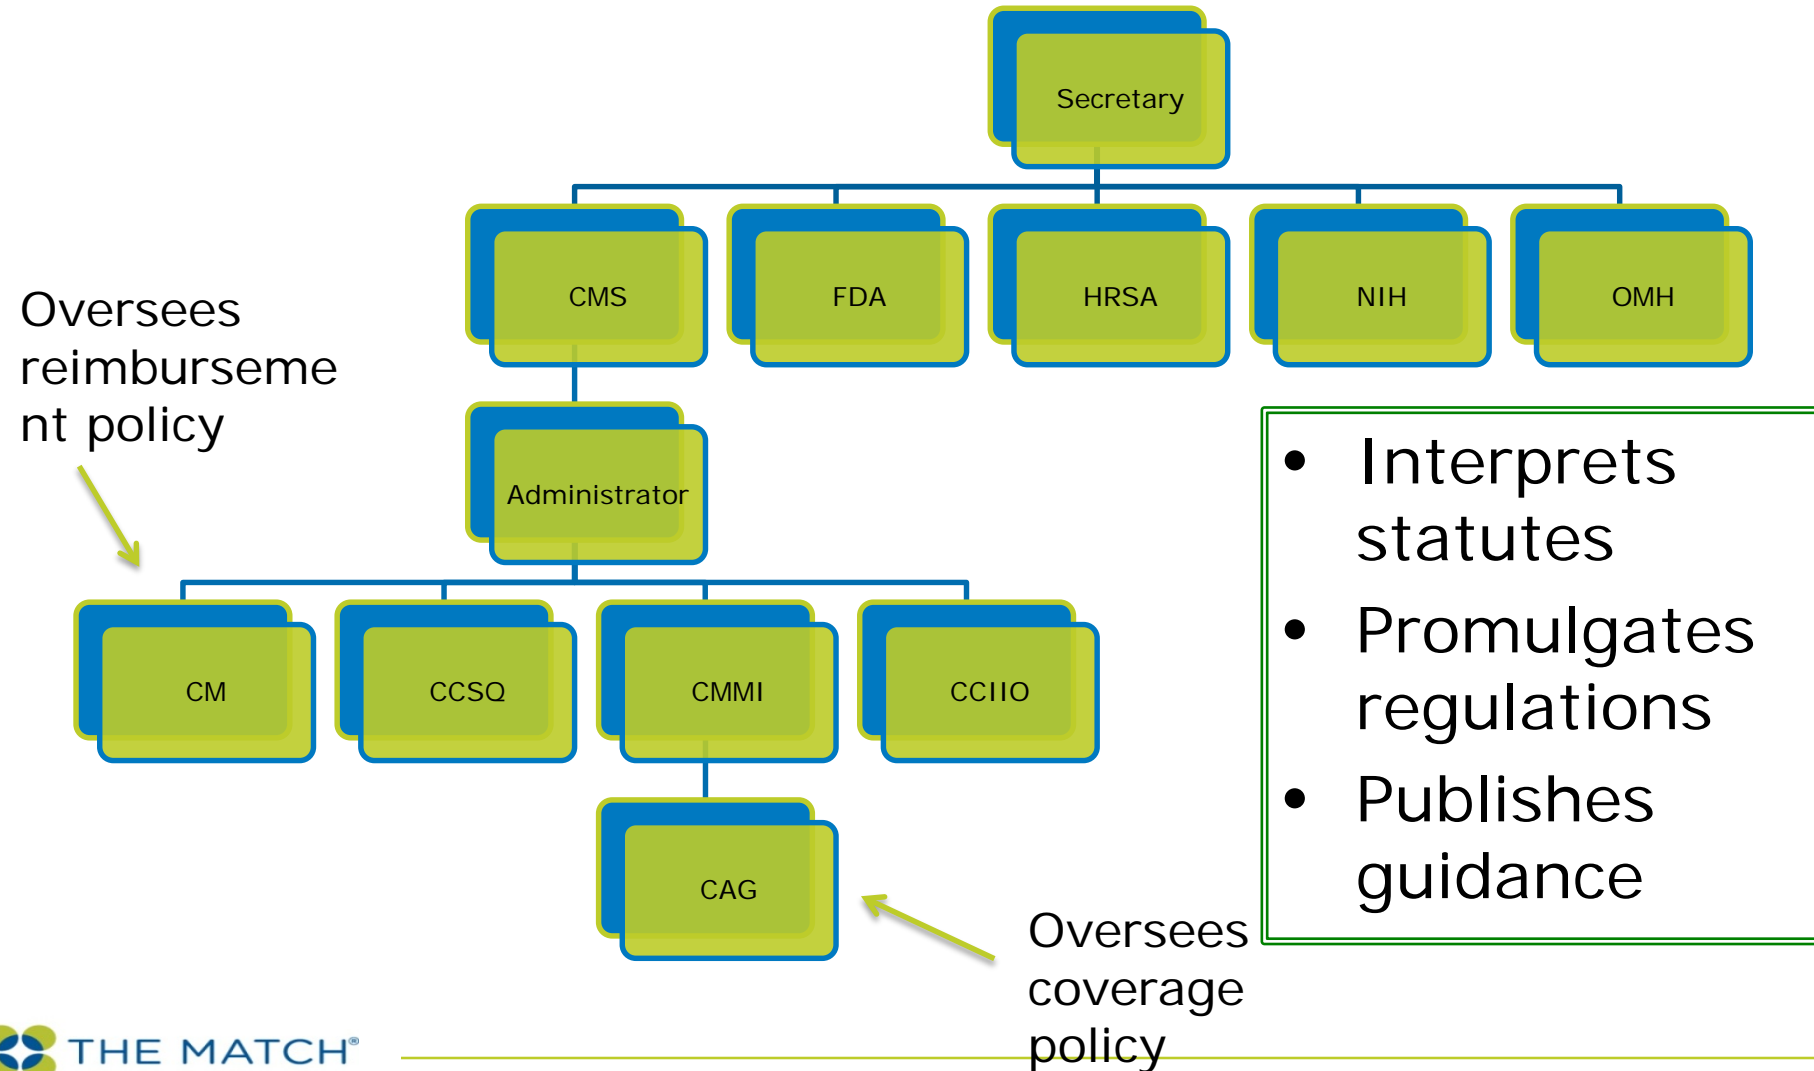 Secretary
CMS
FDA
HRSA
NIH
OMH
Oversees
reimburseme
nt policy
Administrator
CM
CCSQ
CMMI
CCIIO
CAG
Oversees
coverage
policy
• Interprets
statutes
• Promulgates
regulations
• Publishes
guidance
THE MATCH®